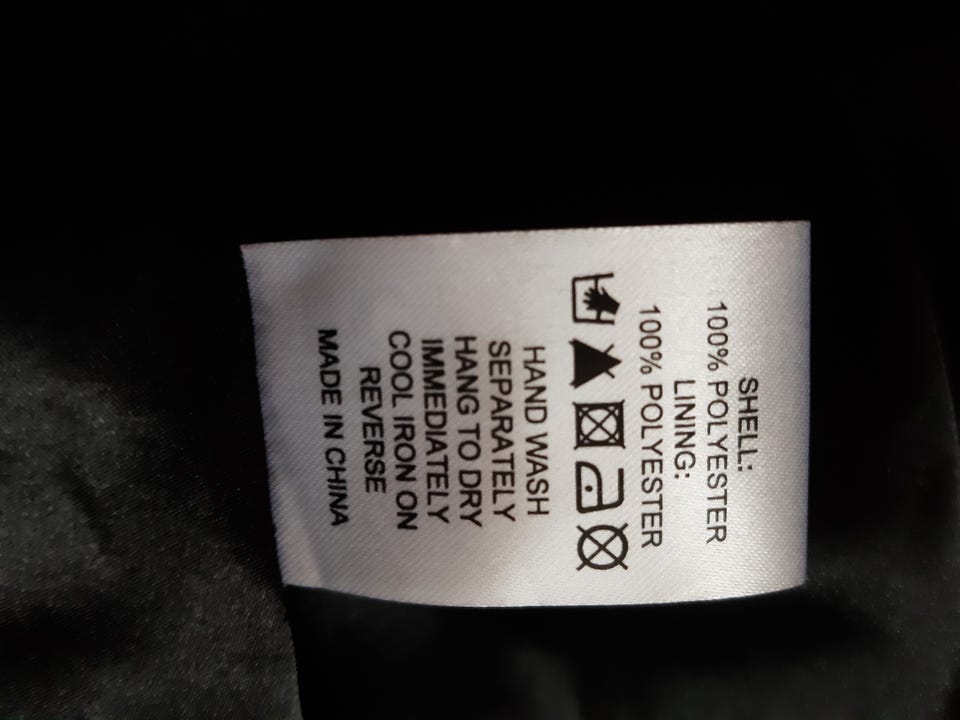 SHELL:
100% POLYESTER
LINING:
100% POLYESTER
HAND WASH
SEPARATELY
HANG TO DRY
IMMEDIATELY
COOL IRON ON
REVERSE
MADE IN CHINA